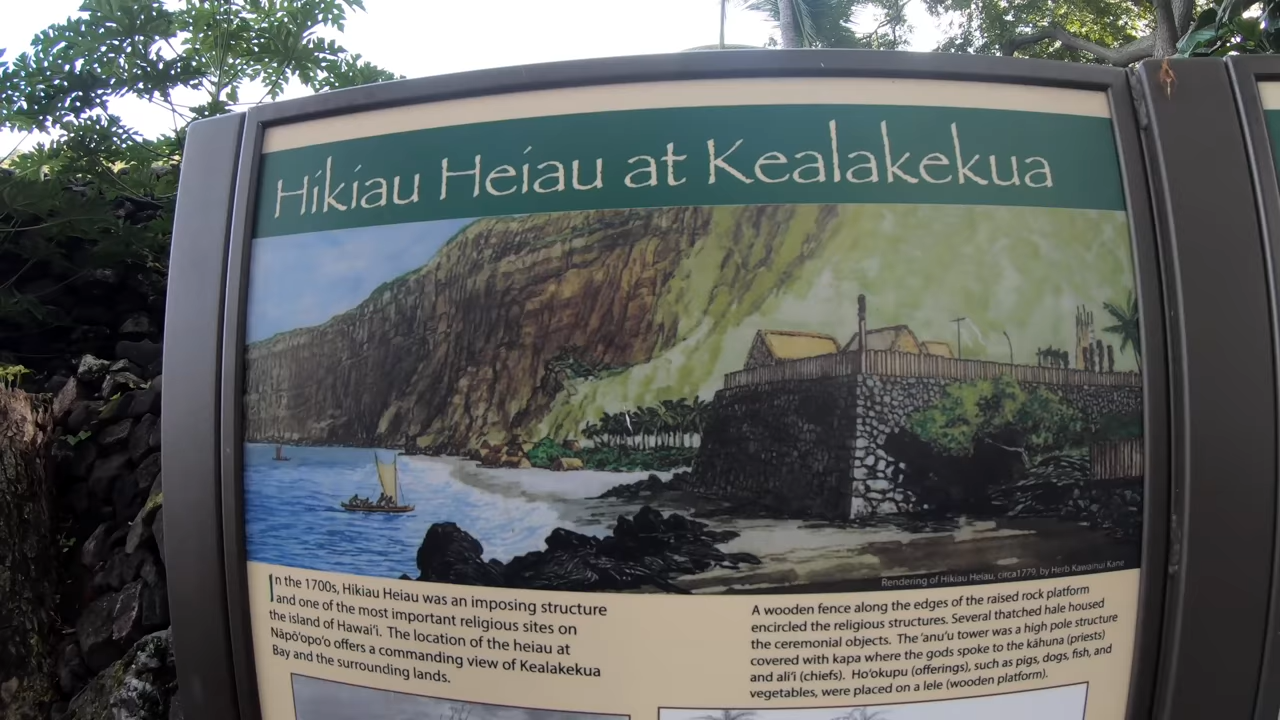 Hikiau Heiau at Kealakekua
Rendering of Hikiau Heiau, circa1779, by Herb Kawainui Kane
In the 1700s, Hikiau Heiau was an imposing structure
and one of the most important religious sites on
the island of Hawai‘i. The location of the heiau at
Nāpō‘opo‘o offers a commanding view of Kealakekua
Bay and the surrounding lands.
A wooden fence along the edges of the raised rock platform
encircled the religious structures. Several thatched hale housed
the ceremonial objects. The ‘anu‘u tower was a high pole structure
covered with kapa where the gods spoke to the kāhuna (priests)
and ali‘i (chiefs). Ho‘okupu (offerings), such as pigs, dogs, fish, and
vegetables, were placed on a lele (wooden platform).